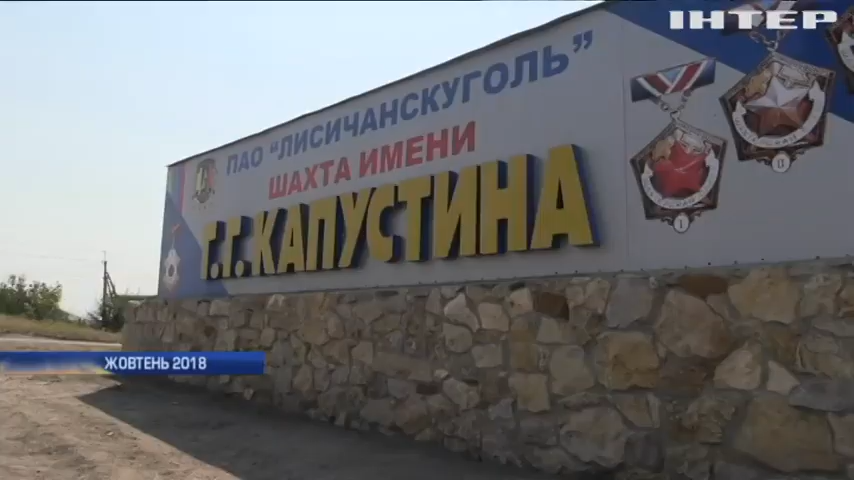 ІНТЕР
ПАО "ЛИСИЧАНСКУГОЛЬ"
ШАХТА ИМЕНИ
Г.Г.КАПУСТИНА
ЖОВТЕНЬ 2018